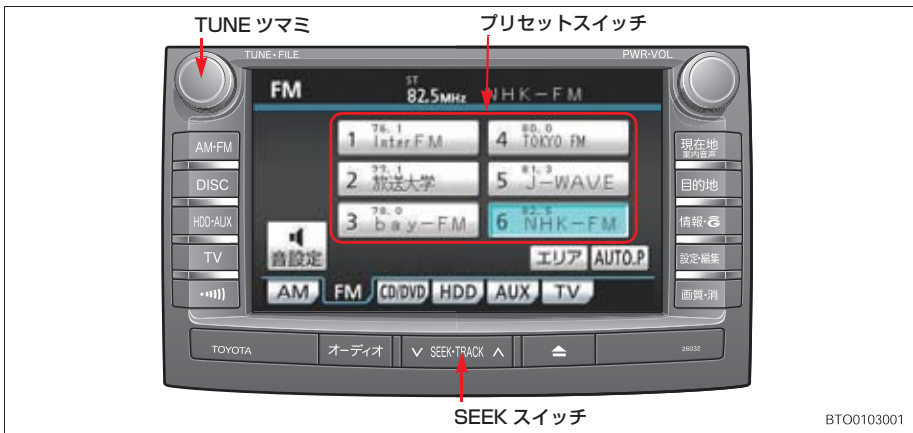 TUNE ツマミ
プリセットスイッチ
TUNE・FILE
PWR・VOL
FM
ST
82.5MHz
NHK-FM
AM・FM
DISC
HDD・AUX
TV
1 76.1 InterFM
2 77.1 放送大学
3 78.0 bay-FM
4 80.0 TOKYO FM
5 81.3 J-WAVE
6 82.5 NHK-FM
現在地
案内音声
目的地
情報・G
設定・編集
画質・消
音設定
エリア
AUTO.P
AM
FM
CD/DVD
HDD
AUX
TV
TOYOTA
オーディオ
∨ SEEK・TRACK ∧
26032
SEEK スイッチ
BTO0103001